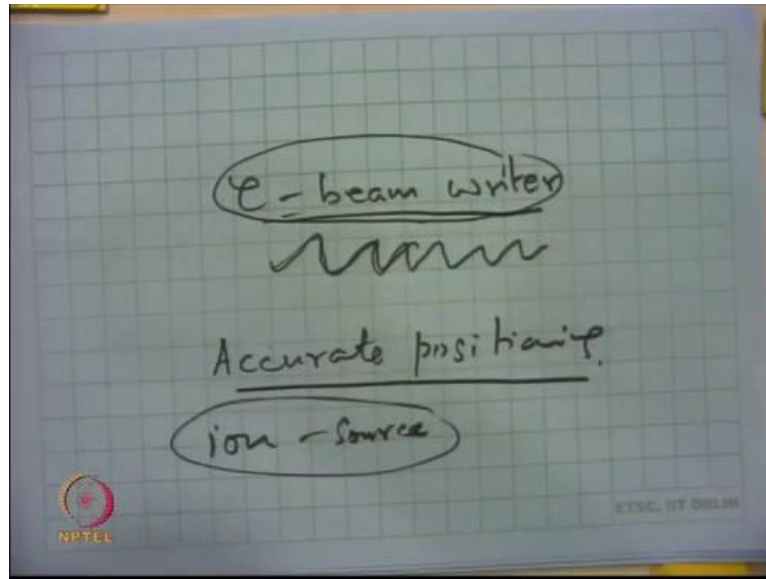 e-beam writer
Accurate positioning.
ion-source
ETSC, IIT DELHI
NPTEL